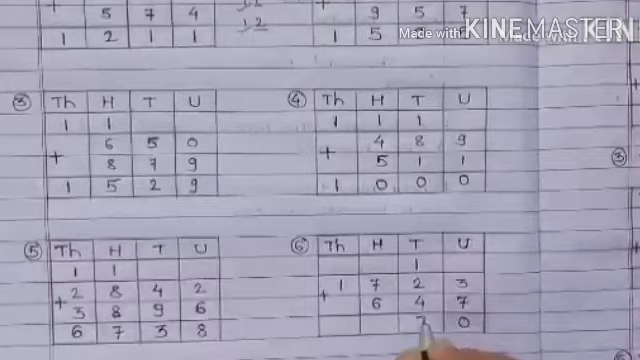 + 5 7 4
1 2 1 1
12
+ 9 5 7
1 5
Made with KINEMASTER
③ Th H T U
1 1
6 5 0
+ 8 7 9
1 5 2 9
④ Th H T U
1 1 1
4 8 9
+ 5 1 1
1 0 0 0
③
⑤ Th H T U
1 1
2 8 4 2
+ 3 8 9 6
6 7 3 8
⑥ Th H T U
1
1 7 2 3
+ 6 4 7
7 0